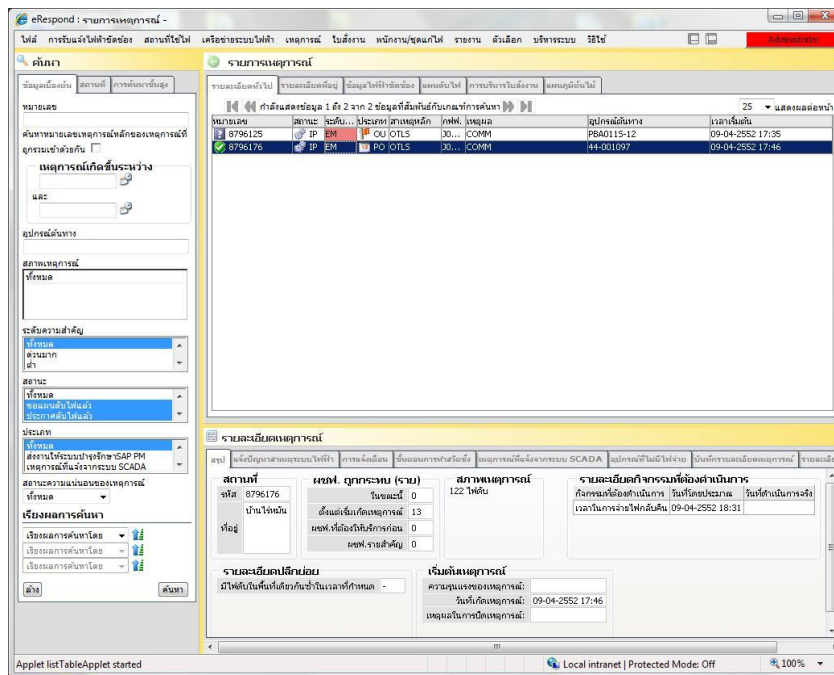 eRespond : รายการเหตุการณ์ -
ไฟล์ การรับแจ้งไฟฟ้าขัดข้อง สถานที่ใช้ไฟ เครือข่ายระบบไฟฟ้า เหตุการณ์ ใบสั่งงาน พนักงาน/ชุดแก้ไฟ รายงาน ตัวเลือก บริหารระบบ วิธีใช้ Administrator
ค้นหา
ข้อมูลเบื้องต้น สถานที่ การค้นหาขั้นสูง
หมายเลข
ค้นหาหมายเลขเหตุการณ์หลักของเหตุการณ์ที่
ถูกรวมเข้าด้วยกัน
เหตุการณ์เกิดขึ้นระหว่าง
และ
อุปกรณ์ต้นทาง
สภาพเหตุการณ์
ทั้งหมด
ระดับความสำคัญ
ทั้งหมด
ด่วนมาก
ต่ำ
สถานะ
ทั้งหมด
ขอแผนดับไฟแล้ว
ประกาศดับไฟแล้ว
ประเภท
ทั้งหมด
ส่งงานให้ระบบบำรุงรักษาSAP PM
เหตุการณ์ที่แจ้งจากระบบ SCADA
สถานะความแน่นอนของเหตุการณ์
ทั้งหมด
เรียงผลการค้นหา
เรียงผลการค้นหาโดย
เรียงผลการค้นหาโดย
เรียงผลการค้นหาโดย
ล้าง ค้นหา
รายการเหตุการณ์
รายละเอียดทั่วไป รายละเอียดที่อยู่ ข้อมูลไฟฟ้าขัดข้อง แผนดับไฟ การบริหารใบสั่งงาน แผนภูมิต้นไม้
กำลังแสดงข้อมูล 1 ถึง 2 จาก 2 ข้อมูลที่สัมพันธ์กับเกณฑ์การค้นหา 25 แสดงผลต่อหน้า
หมายเลข สถานะ ระดับ... ประเภท สาเหตุหลัก กฟฟ. เหตุผล อุปกรณ์ต้นทาง เวลาเริ่มต้น
8796125 IP EM OU OTLS J0... COMM PBA0115-12 09-04-2552 17:35
8796176 IP EM PO OTLS J0... COMM 44-001097 09-04-2552 17:46
รายละเอียดเหตุการณ์
สรุป แจ้งปัญหาสาเหตุระบบไฟฟ้า การแจ้งเตือน ขั้นตอนการทำสวิตชิ่ง เหตุการณ์ที่แจ้งจากระบบ SCADA อุปกรณ์ที่ไม่มีไฟจ่าย บันทึกรายละเอียดเหตุการณ์
สถานที่
รหัส 8796176
ที่อยู่ บ้านไร่หมัน
ผชฟ. ถูกกระทบ (ราย)
ในขณะนี้ 0
ตั้งแต่เริ่มเกิดเหตุการณ์ 13
ผชฟ.ที่ต้องให้บริการก่อน 0
ผชฟ.รายสำคัญ 0
สภาพเหตุการณ์
122 ไฟดับ
รายละเอียดกิจกรรมที่ต้องดำเนินการ
กิจกรรมที่ต้องดำเนินการ วันที่โดยประมาณ วันที่ดำเนินการจริง
เวลาในการจ่ายไฟกลับคืน 09-04-2552 18:31
รายละเอียดปลีกย่อย
มีไฟดับในพื้นที่เดียวกันซ้ำในเวลาที่กำหนด -
เริ่มต้นเหตุการณ์
ความรุนแรงของเหตุการณ์:
วันที่เกิดเหตุการณ์: 09-04-2552 17:46
เหตุผลในการปิดเหตุการณ์:
Applet listTableApplet started Local intranet | Protected Mode: Off 100%